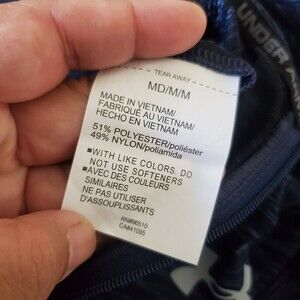 TEAR AWAY
MD/M/M
MADE IN VIETNAM/
FABRIQUÉ AU VIETNAM/
HECHO EN VIETNAM
51% POLYESTER/poliéster
49% NYLON/poliamida
■WITH LIKE COLORS. DO
NOT USE SOFTENERS
■AVEC DES COULEURS
SIMILAIRES
NE PAS UTILISER
D'ASSOUPLISSANTS
RN#96510
CA#41095
UNDER